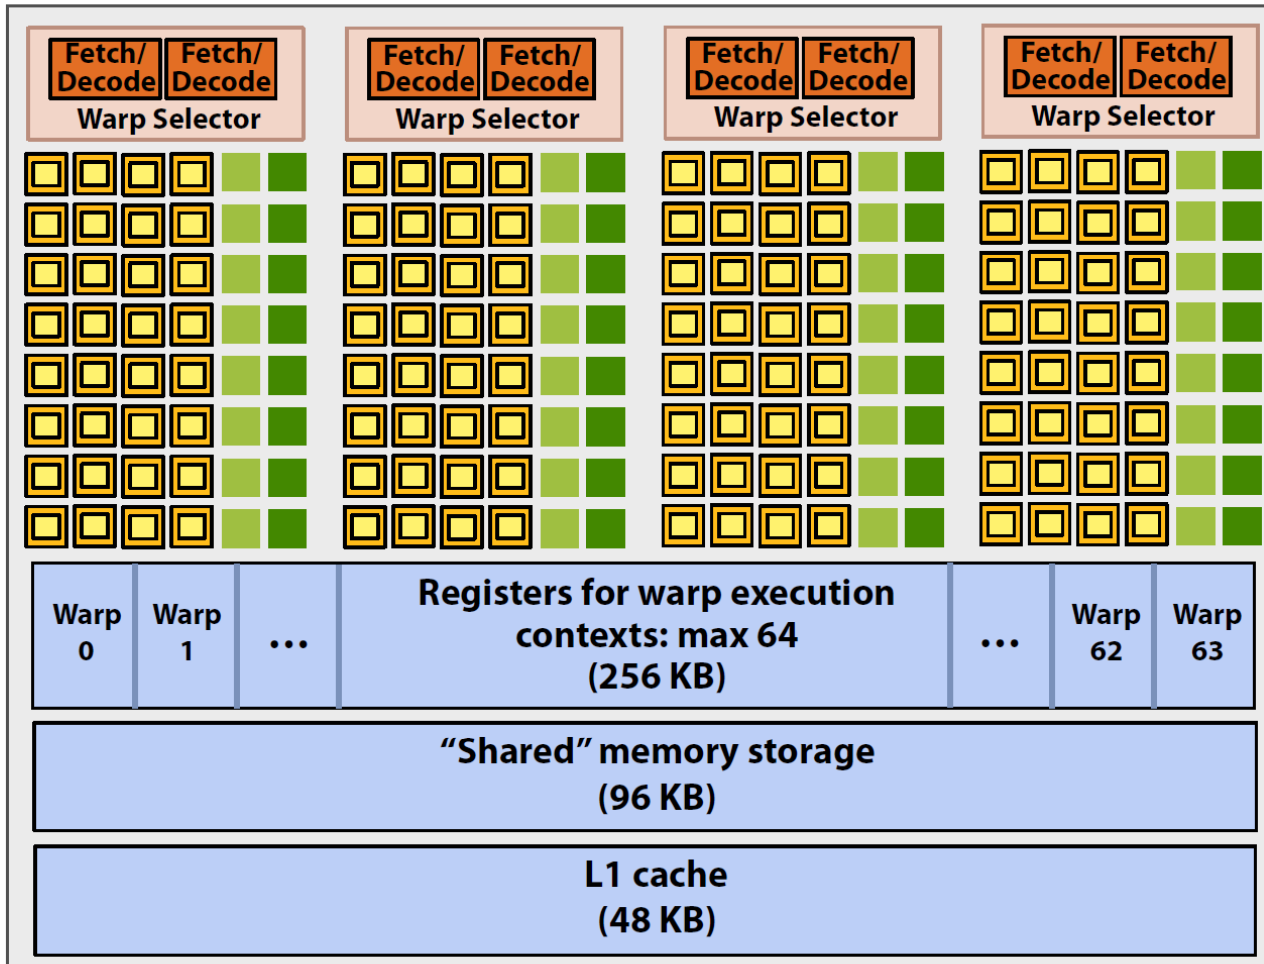 Fetch/ Fetch/
Decode Decode
Warp Selector
Fetch/ Fetch/
Decode Decode
Warp Selector
Fetch/ Fetch/
Decode Decode
Warp Selector
Fetch/ Fetch/
Decode Decode
Warp Selector
Warp
0
Warp
1
...
Registers for warp execution
contexts: max 64
(256 KB)
...
Warp
62
Warp
63
“Shared” memory storage
(96 KB)
L1 cache
(48 KB)